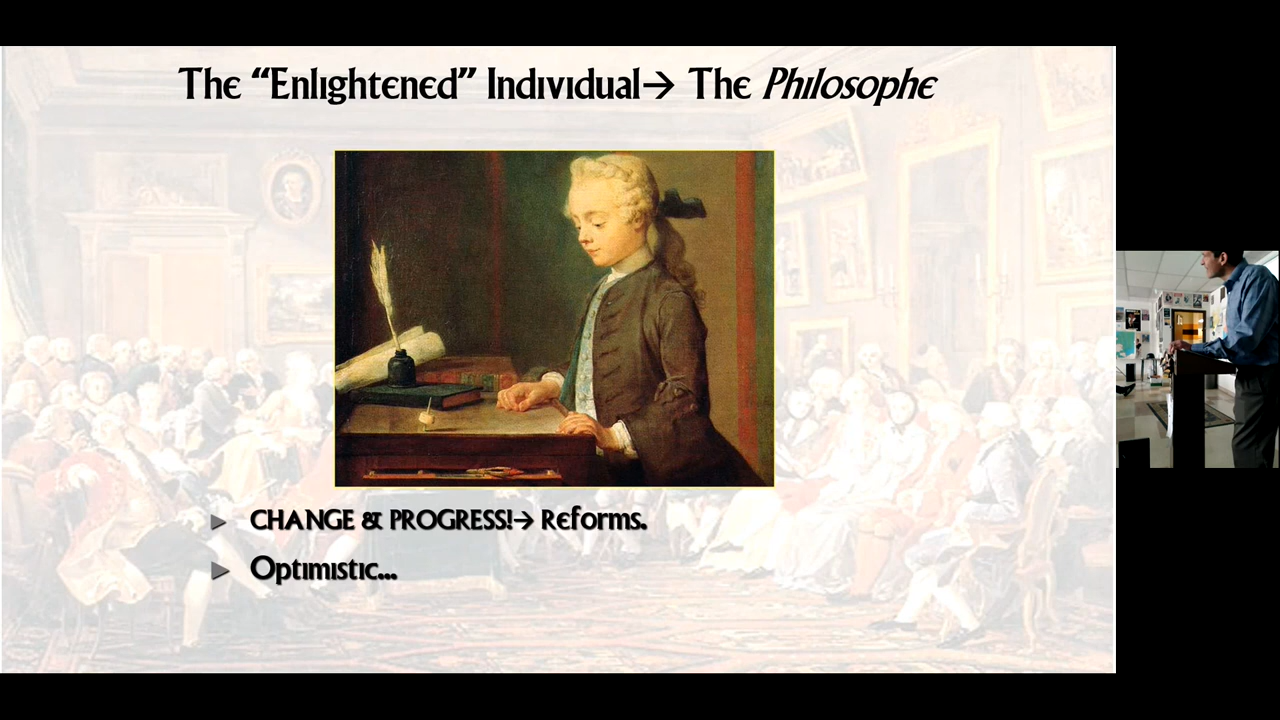 The “Enlightened” Individual→ The Philosophe
CHANGE & PROGRESS!→ Reforms.
Optimistic...